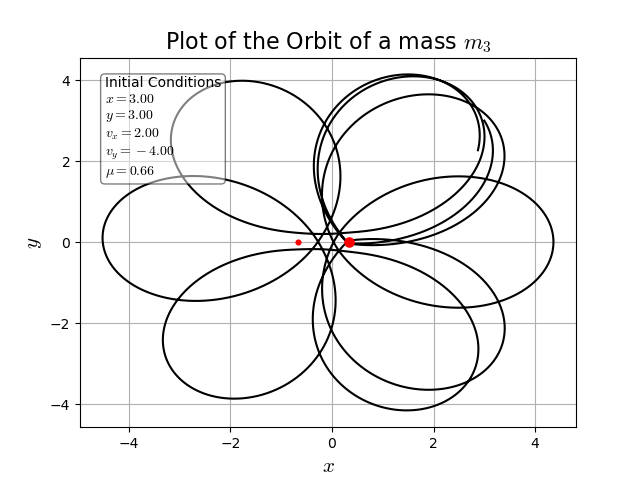 Plot of the Orbit of a mass m₃
Initial Conditions
x = 3.00
y = 3.00
vₓ = 2.00
v_y = −4.00
μ = 0.66
4
2
0
−2
−4
y
−4 −2 0 2 4
x